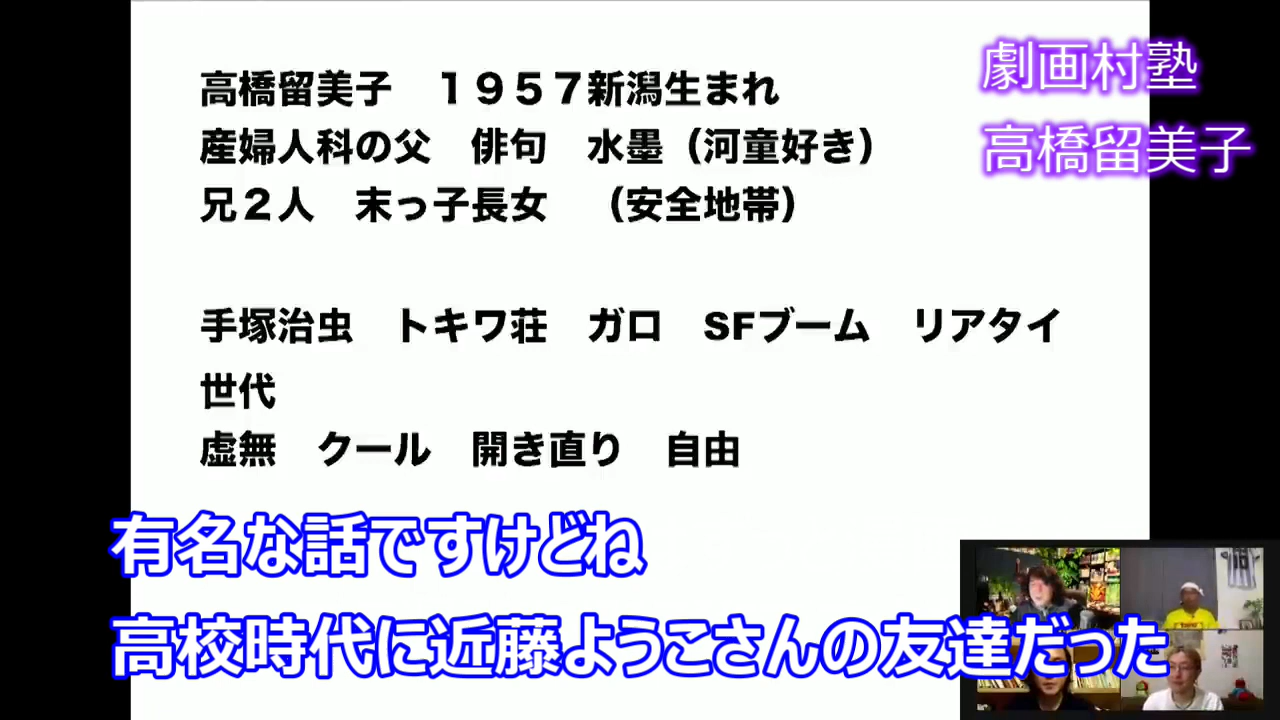 高橋留美子　１９５７新潟生まれ
産婦人科の父　俳句　水墨（河童好き）
兄２人　末っ子長女　（安全地帯）
手塚治虫　トキワ荘　ガロ　SFブーム　リアタイ
世代
虚無　クール　開き直り　自由
劇画村塾
高橋留美子
有名な話ですけどね
高校時代に近藤ようこさんの友達だった